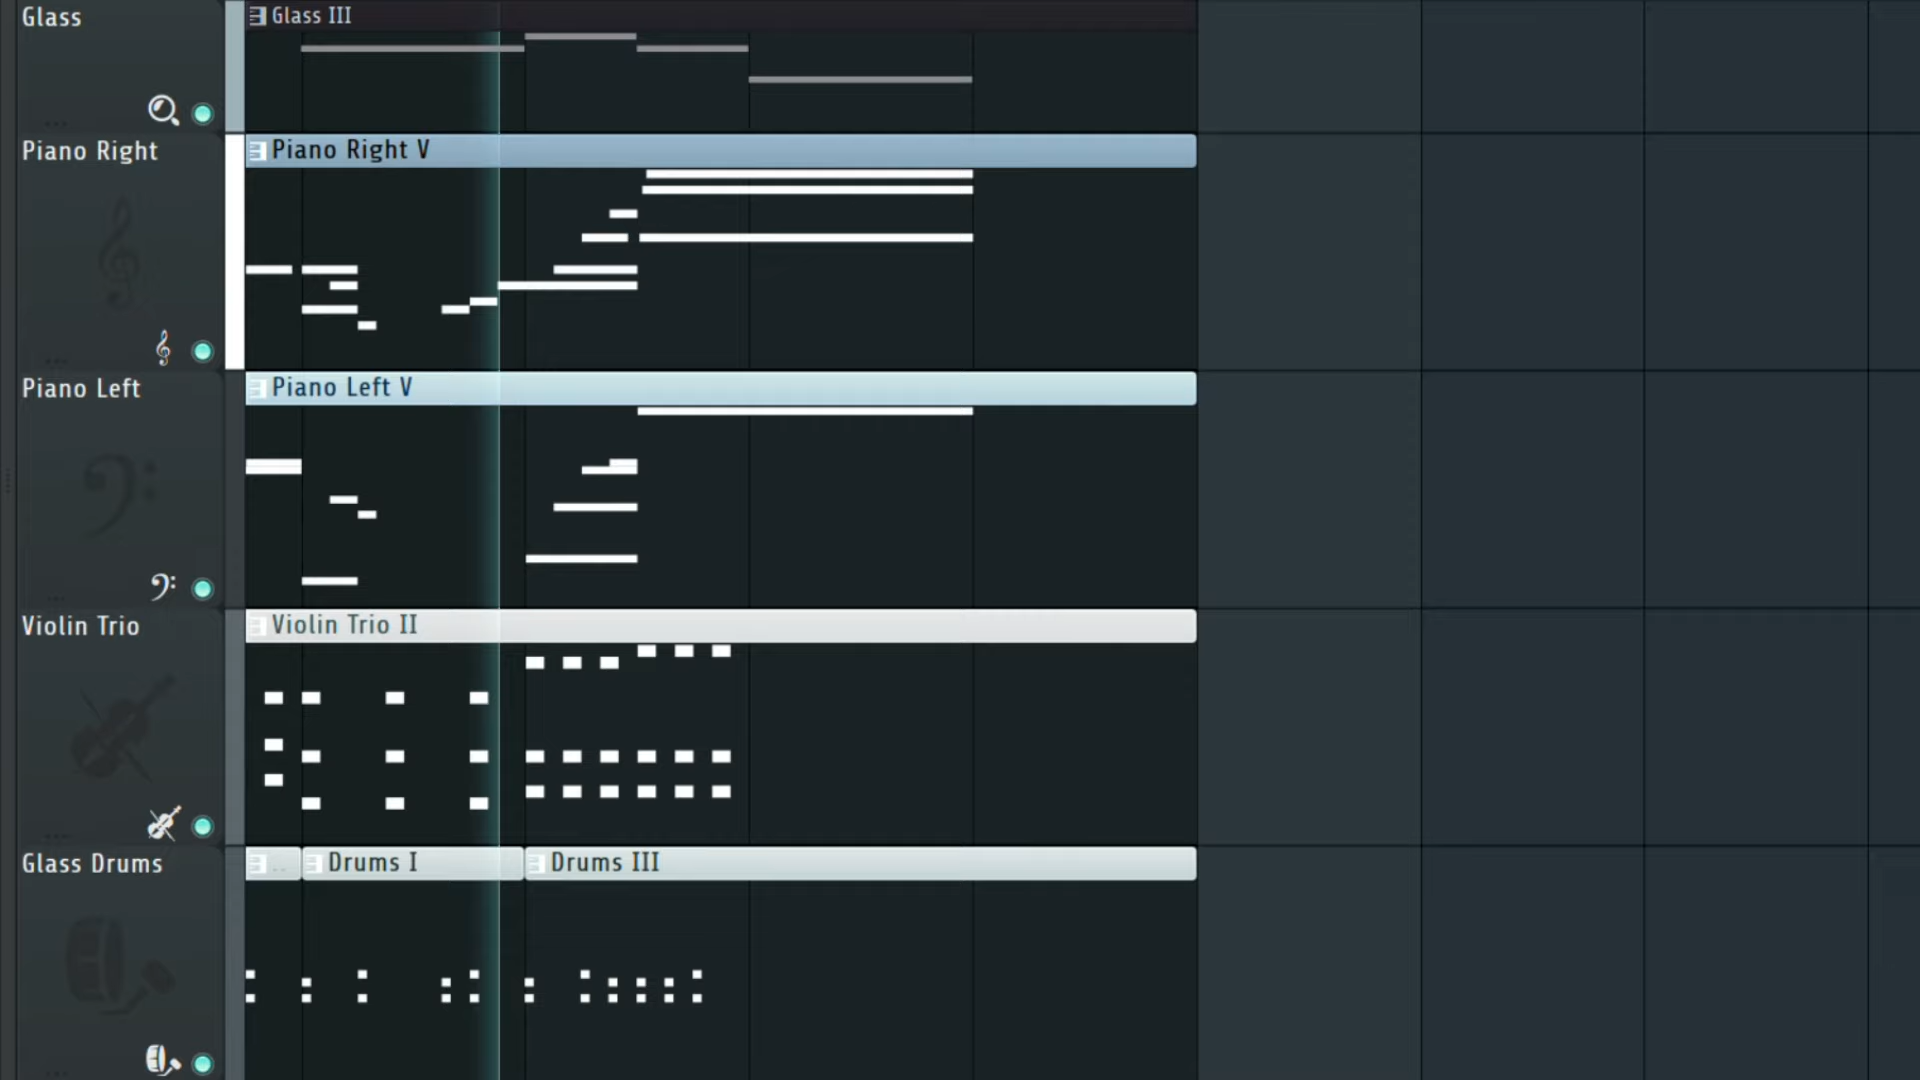 Glass
Glass III
Piano Right
Piano Right V
Piano Left
Piano Left V
Violin Trio
Violin Trio II
Glass Drums
Drums I
Drums III